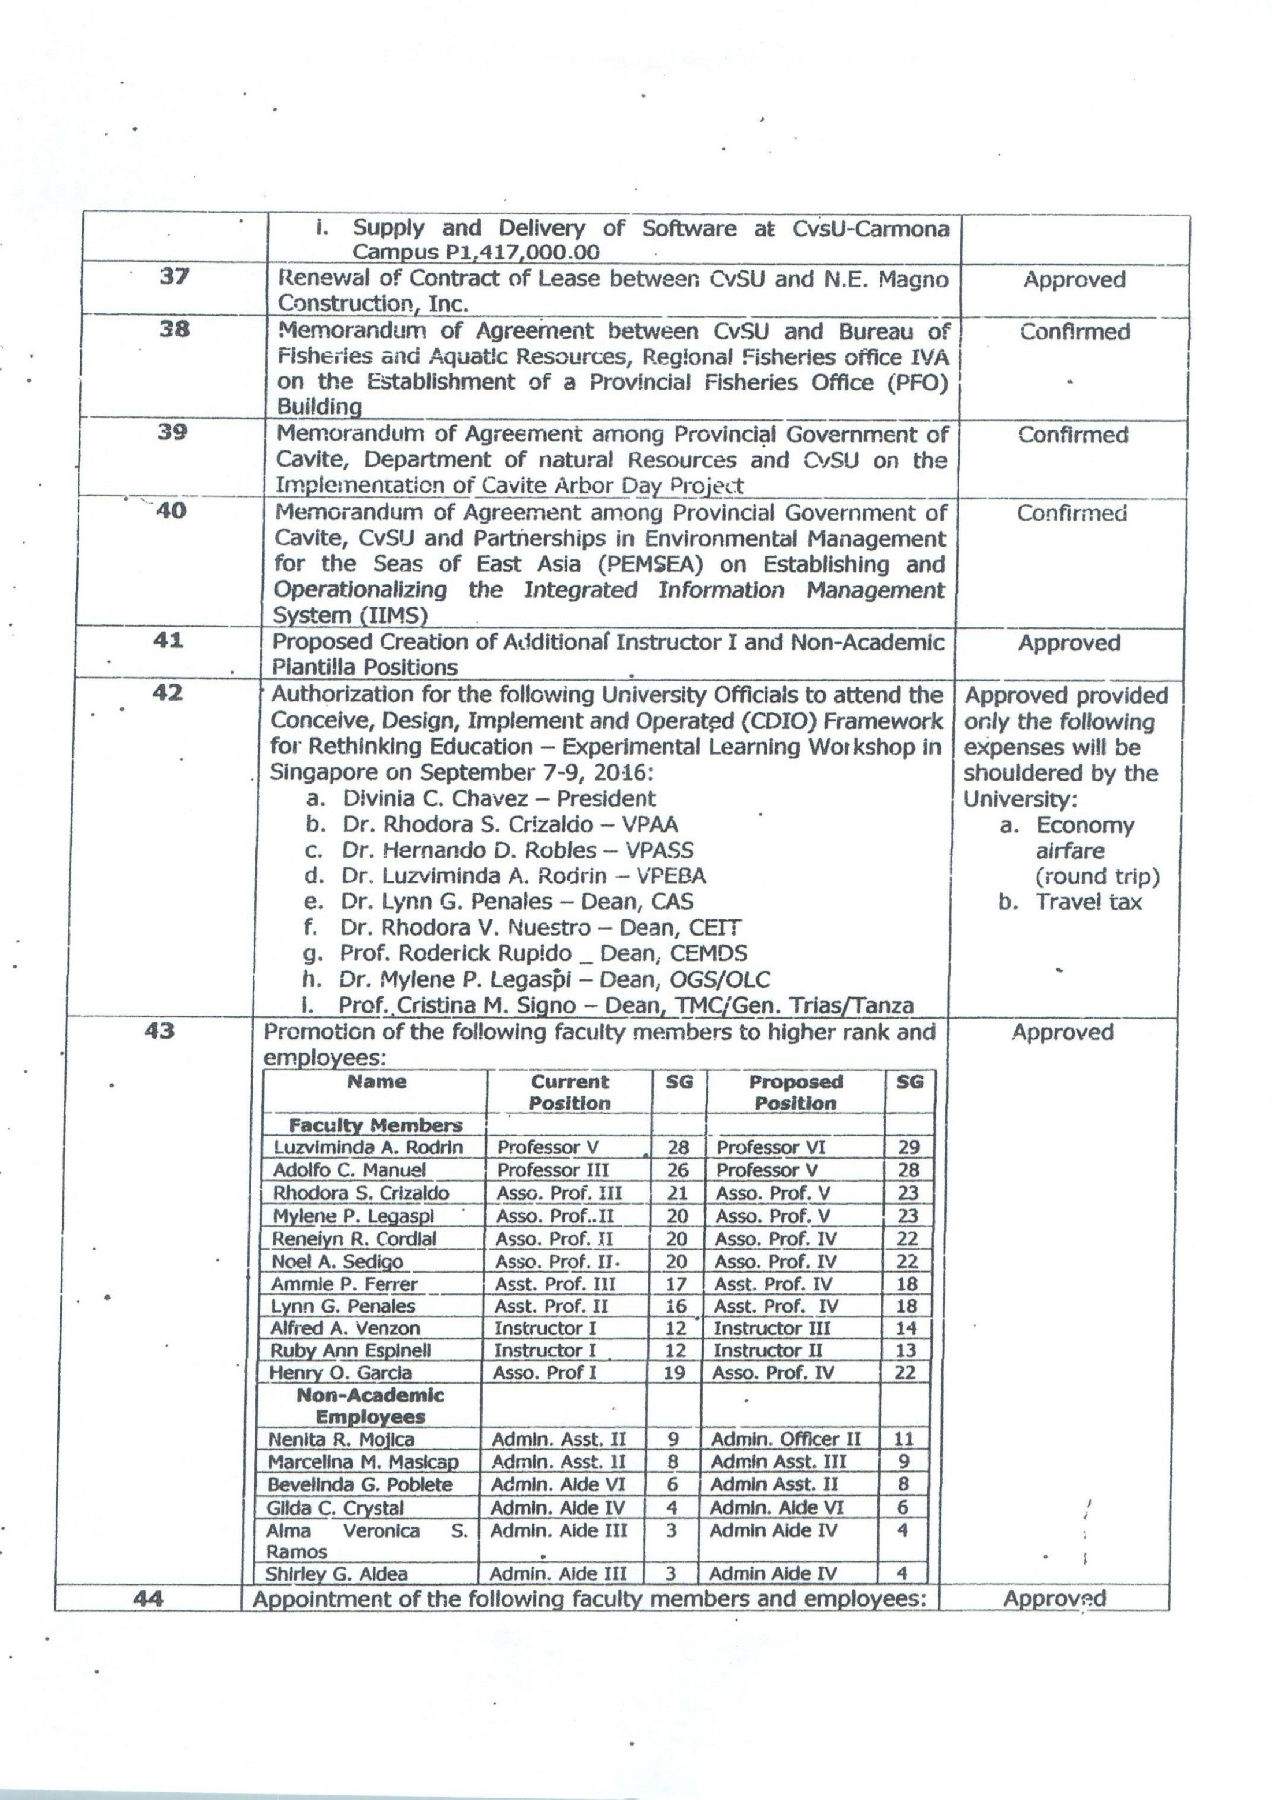 i. Supply and Delivery of Software at CvsU-Carmona
Campus P1,417,000.00
37 Renewal of Contract of Lease between CvSU and N.E. Magno Approved
Construction, Inc.
38 Memorandum of Agreement between CvSU and Bureau of Confirmed
Fisheries and Aquatic Resources, Regional Fisheries office IVA
on the Establishment of a Provincial Fisheries Office (PFO)
Building
39 Memorandum of Agreement among Provincial Government of Confirmed
Cavite, Department of natural Resources and CvSU on the
Implementation of Cavite Arbor Day Project
40 Memorandum of Agreement among Provincial Government of Confirmed
Cavite, CvSU and Partnerships in Environmental Management
for the Seas of East Asia (PEMSEA) on Establishing and
Operationalizing the Integrated Information Management
System (IIMS)
41 Proposed Creation of Additional Instructor I and Non-Academic Approved
Plantilla Positions
42 Authorization for the following University Officials to attend the Approved provided
Conceive, Design, Implement and Operated (CDIO) Framework only the following
for Rethinking Education – Experimental Learning Workshop in expenses will be
Singapore on September 7-9, 2016: shouldered by the
a. Divinia C. Chavez – President University:
b. Dr. Rhodora S. Crizaldo – VPAA a. Economy
c. Dr. Hernando D. Robles – VPASS airfare
d. Dr. Luzviminda A. Rodrin – VPEBA (round trip)
e. Dr. Lynn G. Penales – Dean, CAS b. Travel tax
f. Dr. Rhodora V. Nuestro – Dean, CEIT
g. Prof. Roderick Rupido _ Dean, CEMDS
h. Dr. Mylene P. Legaspi – Dean, OGS/OLC
i. Prof. Cristina M. Signo – Dean, TMC/Gen. Trias/Tanza
43 Promotion of the following faculty members to higher rank and Approved
employees:
Name Current SG Proposed SG
Position Position
Faculty Members
Luzviminda A. Rodrin Professor V 28 Professor VI 29
Adolfo C. Manuel Professor III 26 Professor V 28
Rhodora S. Crizaldo Asso. Prof. III 21 Asso. Prof. V 23
Mylene P. Legaspi Asso. Prof. II 20 Asso. Prof. V 23
Renelyn R. Cordial Asso. Prof. II 20 Asso. Prof. IV 22
Noel A. Sedigo Asso. Prof. II 20 Asso. Prof. IV 22
Ammie P. Ferrer Asst. Prof. III 17 Asst. Prof. IV 18
Lynn G. Penales Asst. Prof. II 16 Asst. Prof. IV 18
Alfred A. Venzon Instructor I 12 Instructor III 14
Ruby Ann Espineli Instructor I 12 Instructor II 13
Henry O. Garcia Asso. Prof I 19 Asso. Prof. IV 22
Non-Academic
Employees
Nenita R. Mojica Admin. Asst. II 9 Admin. Officer II 11
Marcelina M. Masicap Admin. Asst. II 8 Admin Asst. III 9
Bevelinda G. Poblete Admin. Aide VI 6 Admin Asst. II 8
Gilda C. Crystal Admin. Aide IV 4 Admin. Aide VI 6
Alma Veronica S. Admin. Aide III 3 Admin Aide IV 4
Ramos
Shirley G. Aldea Admin. Aide III 3 Admin Aide IV 4
44 Appointment of the following faculty members and employees: Approved